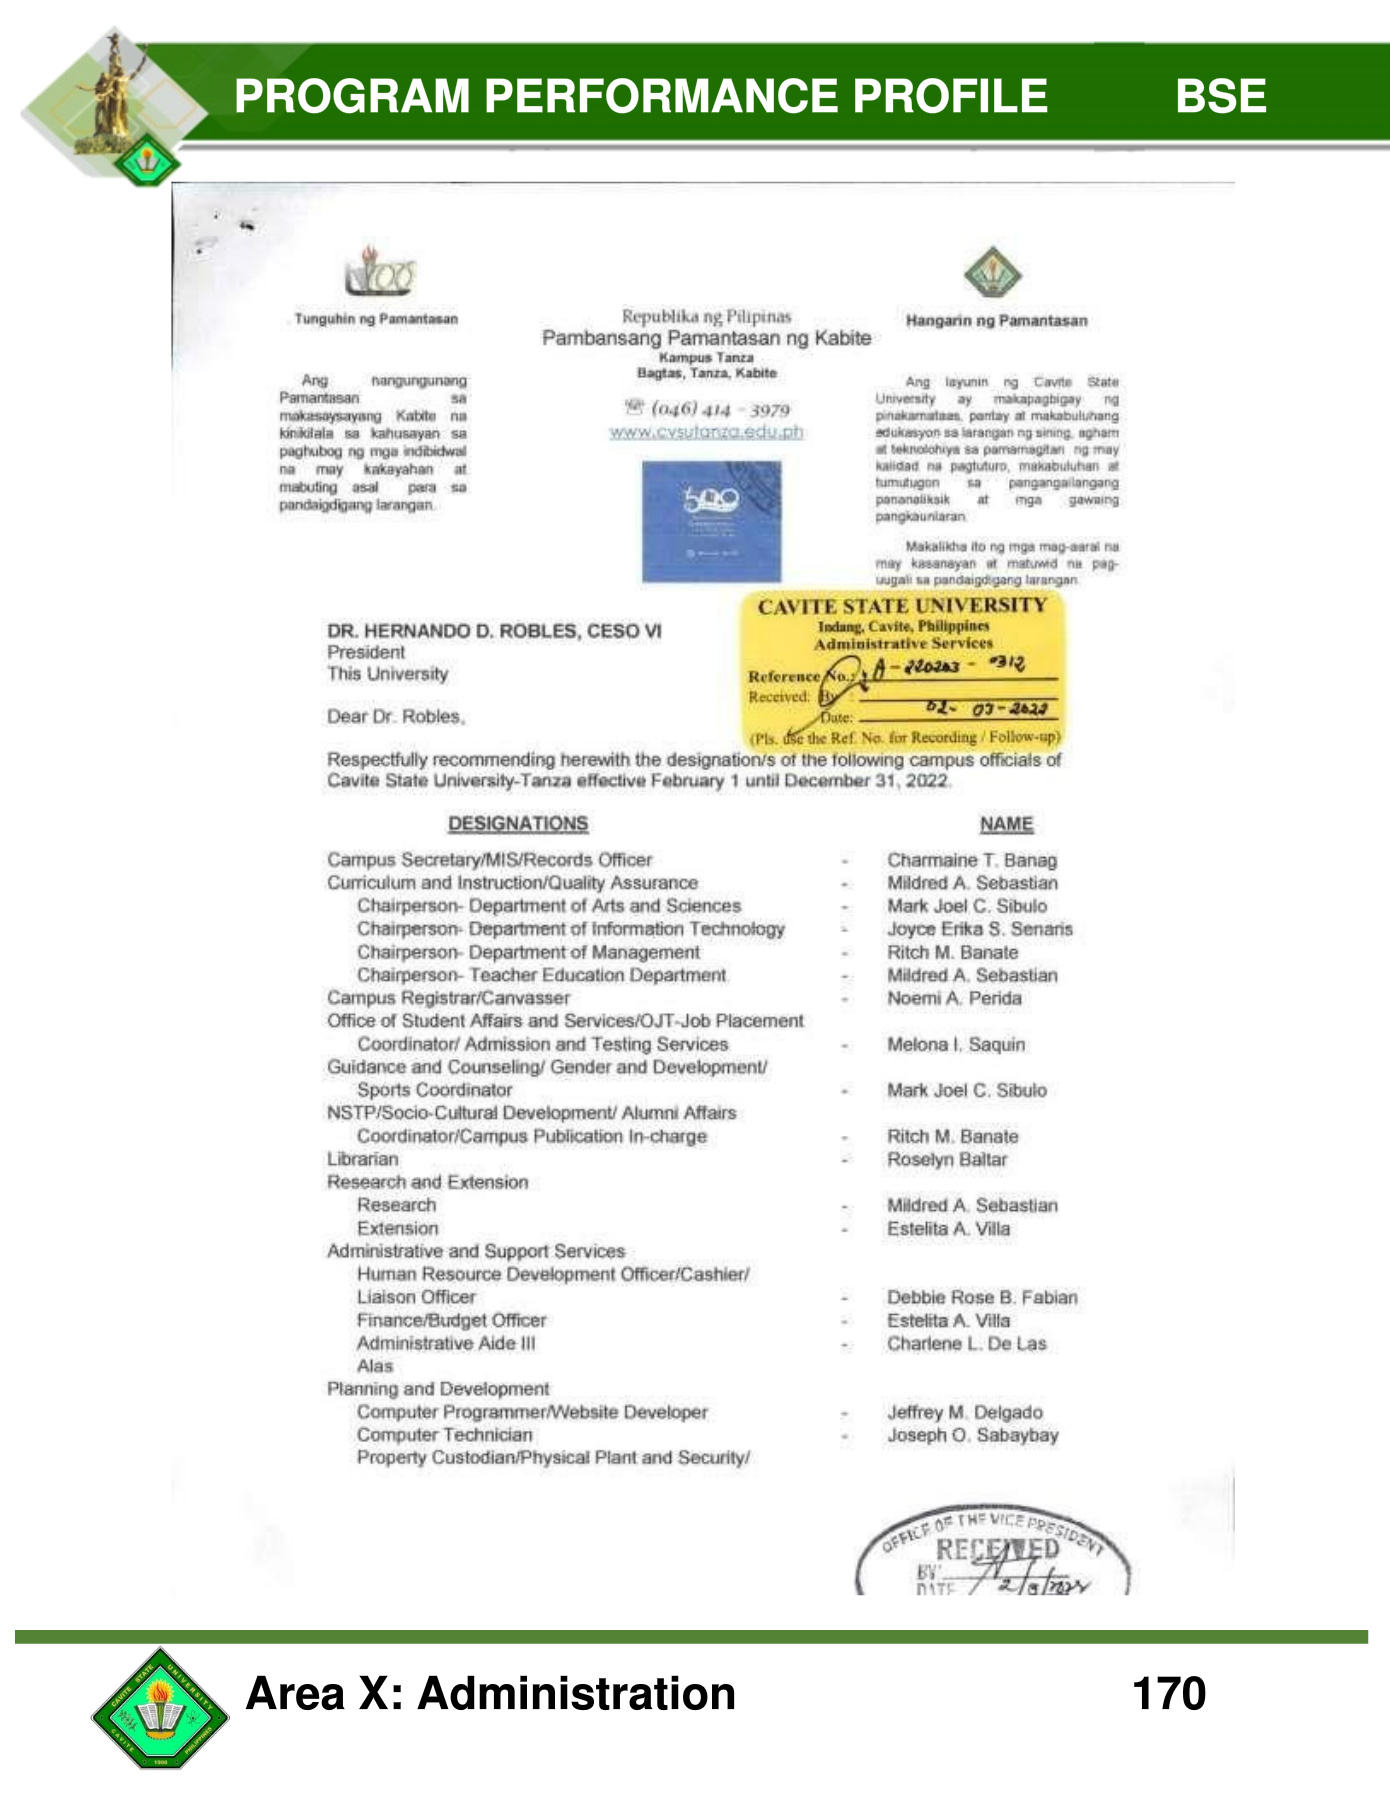 PROGRAM PERFORMANCE PROFILE BSE
Tunguhin ng Pamantasan
Ang nangungunang
Pamantasan sa
makasaysayang Kabite na
kinikilala sa kahusayan sa
paghubog ng mga indibidwal
na may kakayahan at
mabuting asal para sa
pandaigdigang larangan.
Republika ng Pilipinas
Pambansang Pamantasan ng Kabite
Kampus Tanza
Bagtas, Tanza, Kabite
(046) 414 - 3979
www.cvsutanza.edu.ph
500
Hangarin ng Pamantasan
Ang layunin ng Cavite State
University ay makapagbigay ng
pinakamataas, pantay at makabuluhang
edukasyon sa larangan ng sining, agham
at teknolohiya sa pamamagitan ng may
kalidad na pagtuturo, makabuluhan at
tumutugon sa pangangailangang
pananaliksik at mga gawaing
pangkaunlaran.
Makalikha ito ng mga mag-aaral na
may kasanayan at matuwid na pag-
uugali sa pandaigdigang larangan.
CAVITE STATE UNIVERSITY
Indang, Cavite, Philippines
Administrative Services
Reference No.: A-220203-0312
Received: By :
Date: 02-03-2022
(Pls. use the Ref. No. for Recording / Follow-up)
DR. HERNANDO D. ROBLES, CESO VI
President
This University
Dear Dr. Robles,
Respectfully recommending herewith the designation/s of the following campus officials of
Cavite State University-Tanza effective February 1 until December 31, 2022.
DESIGNATIONS NAME
Campus Secretary/MIS/Records Officer - Charmaine T. Banag
Curriculum and Instruction/Quality Assurance - Mildred A. Sebastian
Chairperson- Department of Arts and Sciences - Mark Joel C. Sibulo
Chairperson- Department of Information Technology - Joyce Erika S. Senaris
Chairperson- Department of Management - Ritch M. Banate
Chairperson- Teacher Education Department - Mildred A. Sebastian
Campus Registrar/Canvasser - Noemi A. Perida
Office of Student Affairs and Services/OJT-Job Placement
Coordinator/ Admission and Testing Services - Melona I. Saquin
Guidance and Counseling/ Gender and Development/
Sports Coordinator - Mark Joel C. Sibulo
NSTP/Socio-Cultural Development/ Alumni Affairs
Coordinator/Campus Publication In-charge - Ritch M. Banate
Librarian - Roselyn Baltar
Research and Extension
Research - Mildred A. Sebastian
Extension - Estelita A. Villa
Administrative and Support Services
Human Resource Development Officer/Cashier/
Liaison Officer - Debbie Rose B. Fabian
Finance/Budget Officer - Estelita A. Villa
Administrative Aide III - Charlene L. De Las
Alas
Planning and Development
Computer Programmer/Website Developer - Jeffrey M. Delgado
Computer Technician - Joseph O. Sabaybay
Property Custodian/Physical Plant and Security/
OFFICE OF THE VICE PRESIDENT
RECEIVED
BY:
DATE
CAVITE STATE UNIVERSITY
CAVITE PHILIPPINES
1906
Area X: Administration 170